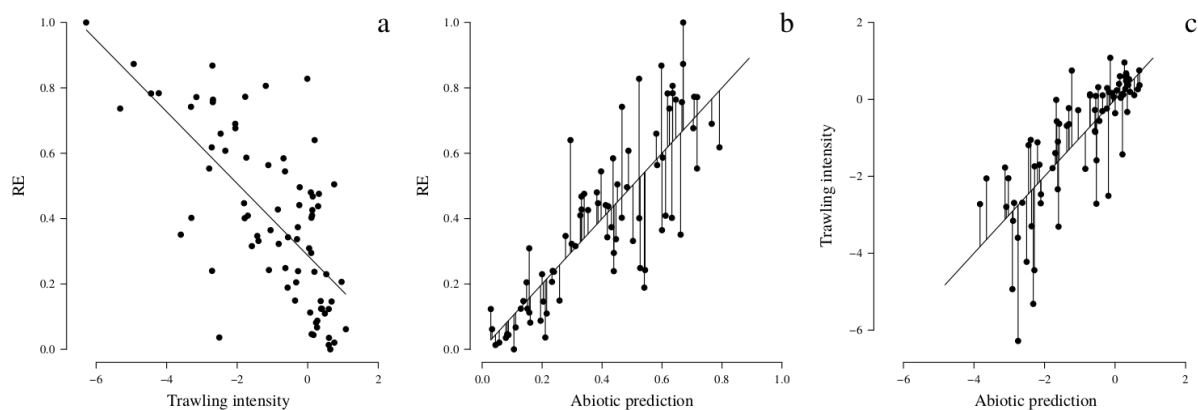 a
RE
1.0
0.8
0.6
0.4
0.2
0.0
−6 −4 −2 0 2
Trawling intensity
b
RE
1.0
0.8
0.6
0.4
0.2
0.0
0.0 0.2 0.4 0.6 0.8 1.0
Abiotic prediction
c
Trawling intensity
2
0
−2
−4
−6
−6 −4 −2 0 2
Abiotic prediction